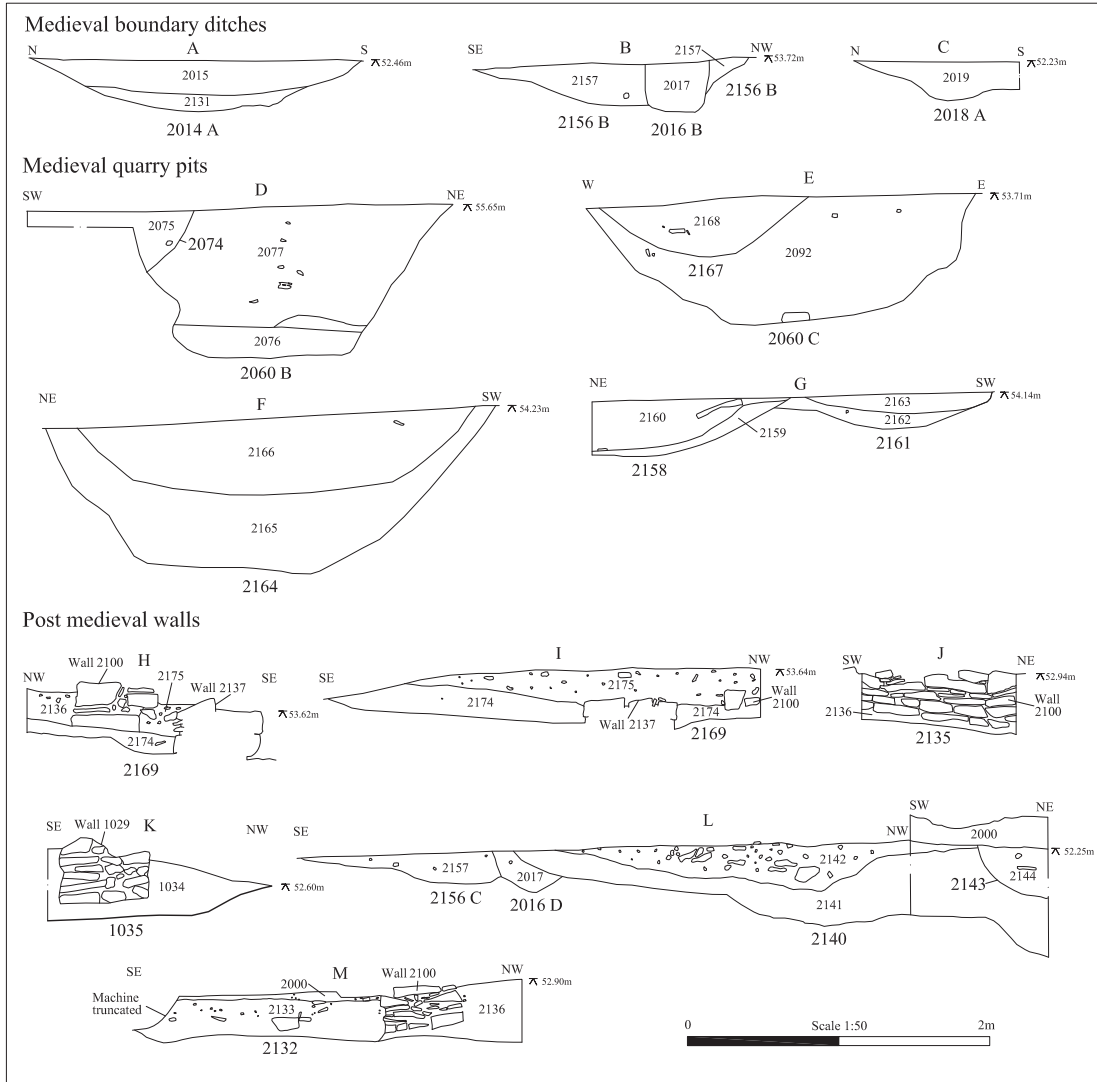 Medieval boundary ditches
N A S 52.46m
2015
2131
2014 A
SE B 2157 NW 53.72m
2157 2017
2156 B
2156 B 2016 B
N C S 52.23m
2019
2018 A
Medieval quarry pits
SW D NE 55.65m
2075
2074
2077
2076
2060 B
W E E 53.71m
2168
2167
2092
2060 C
NE F SW 54.23m
2166
2165
2164
NE G SW 54.14m
2160
2163
2162
2159
2161
2158
Post medieval walls
H
NW Wall 2100 2175 Wall 2137 SE
2136
53.62m
2174
2169
SE I NW 53.64m
2175
2174
Wall 2137
2174
Wall
2100
2169
SW J NE 52.94m
Wall
2100
2136
2135
SE Wall 1029 K NW
1034
52.60m
1035
SE L NW
SW NE
2000
52.25m
2142
2157
2017
2143 2144
2156 C 2016 D
2141
2140
SE M Wall 2100 NW 52.90m
2000
Machine
truncated
2133
2136
2132
0 Scale 1:50 2m